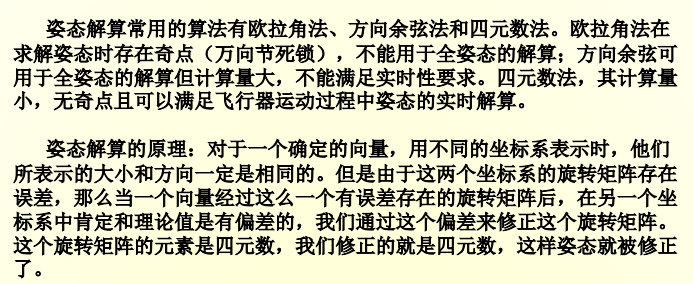 姿态解算常用的算法有欧拉角法、方向余弦法和四元数法。欧拉角法在
求解姿态时存在奇点（万向节死锁），不能用于全姿态的解算；方向余弦可
用于全姿态的解算但计算量大，不能满足实时性要求。四元数法，其计算量
小，无奇点且可以满足飞行器运动过程中姿态的实时解算。
姿态解算的原理：对于一个确定的向量，用不同的坐标系表示时，他们
所表示的大小和方向一定是相同的。但是由于这两个坐标系的旋转矩阵存在
误差，那么当一个向量经过这么一个有误差存在的旋转矩阵后，在另一个坐
标系中肯定和理论值是有偏差的，我们通过这个偏差来修正这个旋转矩阵。
这个旋转矩阵的元素是四元数，我们修正的就是四元数，这样姿态就被修正
了。